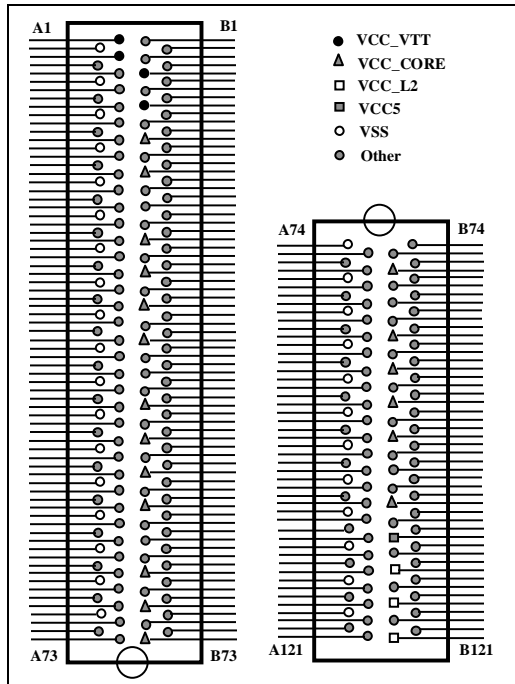 A1
B1
VCC_VTT
VCC_CORE
VCC_L2
VCC5
VSS
Other
A74
B74
A73
B73
A121
B121